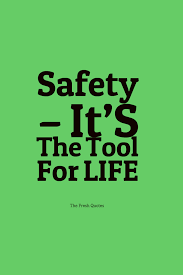 Safety
– It'S
The Tool
For LIFE
The Fresh Quotes